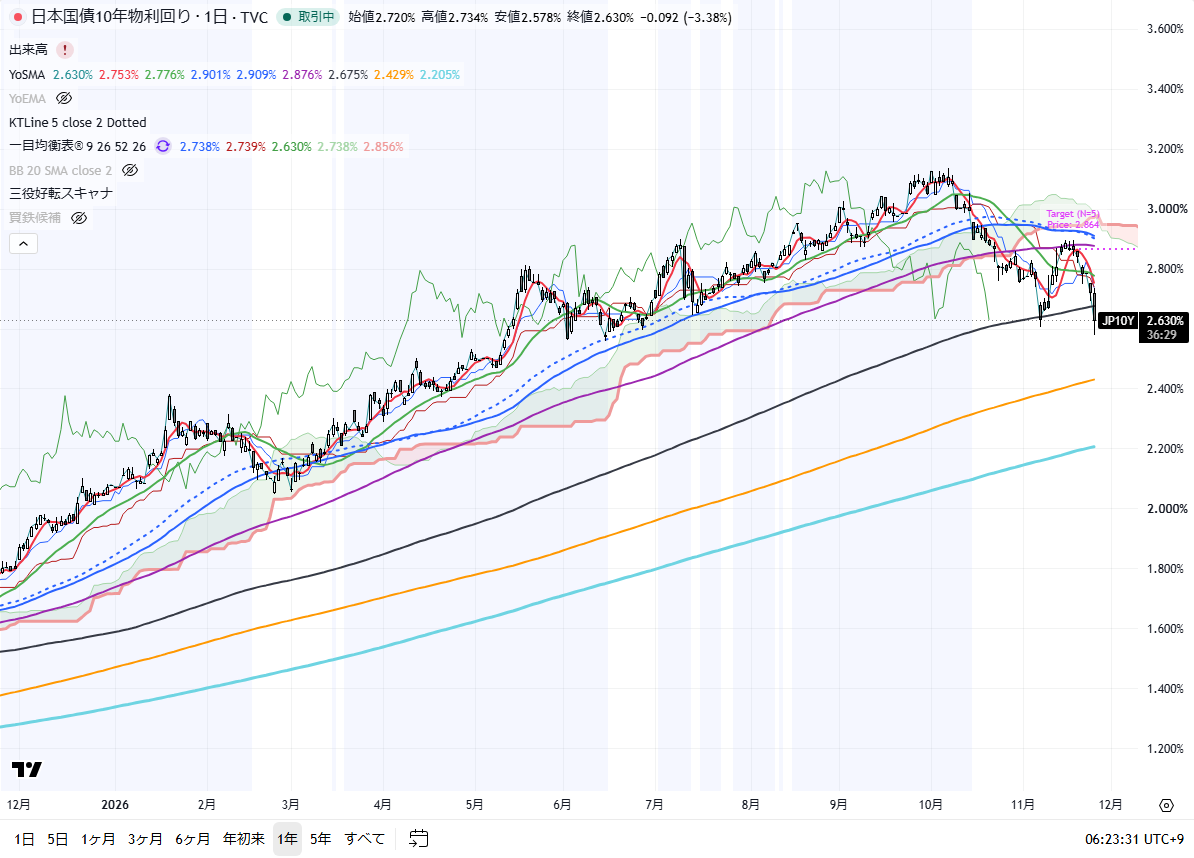 日本国債10年物利回り · 1日 · TVC 取引中 始値2.720% 高値2.734% 安値2.578% 終値2.630% −0.092 (−3.38%)
出来高 !
YoSMA 2.630% 2.753% 2.776% 2.901% 2.909% 2.876% 2.675% 2.429% 2.205%
YoEMA
KTLine 5 close 2 Dotted
一目均衡表® 9 26 52 26 2.738% 2.739% 2.630% 2.738% 2.856%
BB 20 SMA close 2
三役好転スキャナ
買鉄候補
3.600%
3.400%
3.200%
3.000%
2.800%
2.400%
2.200%
2.000%
1.800%
1.600%
1.400%
1.200%
Target (N=5)
Price: 2.864
JP10Y 2.630%
36:29
12月 2026 2月 3月 4月 5月 6月 7月 8月 9月 10月 11月 12月
1日 5日 1ヶ月 3ヶ月 6ヶ月 年初来 1年 5年 すべて 06:23:31 UTC+9